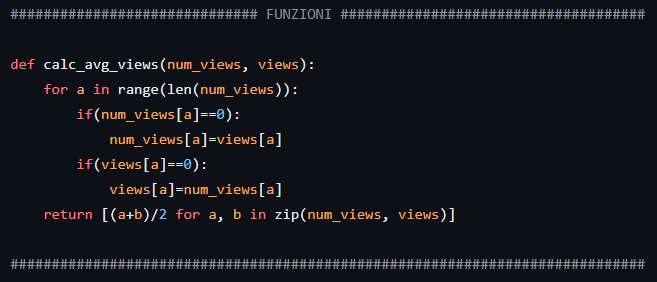 ############################## FUNZIONI #####################################
def calc_avg_views(num_views, views):
    for a in range(len(num_views)):
        if(num_views[a]==0):
            num_views[a]=views[a]
        if(views[a]==0):
            views[a]=num_views[a]
    return [(a+b)/2 for a, b in zip(num_views, views)]
#############################################################################